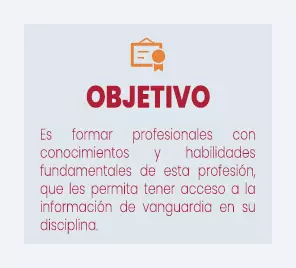 OBJETIVO
Es formar profesionales con
conocimientos y habilidades
fundamentales de esta profesión,
que les permita tener acceso a la
información de vanguardia en su
disciplina.